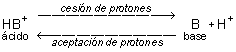 cesión de protones
HB⁺ B + H⁺
ácido base
aceptación de protones